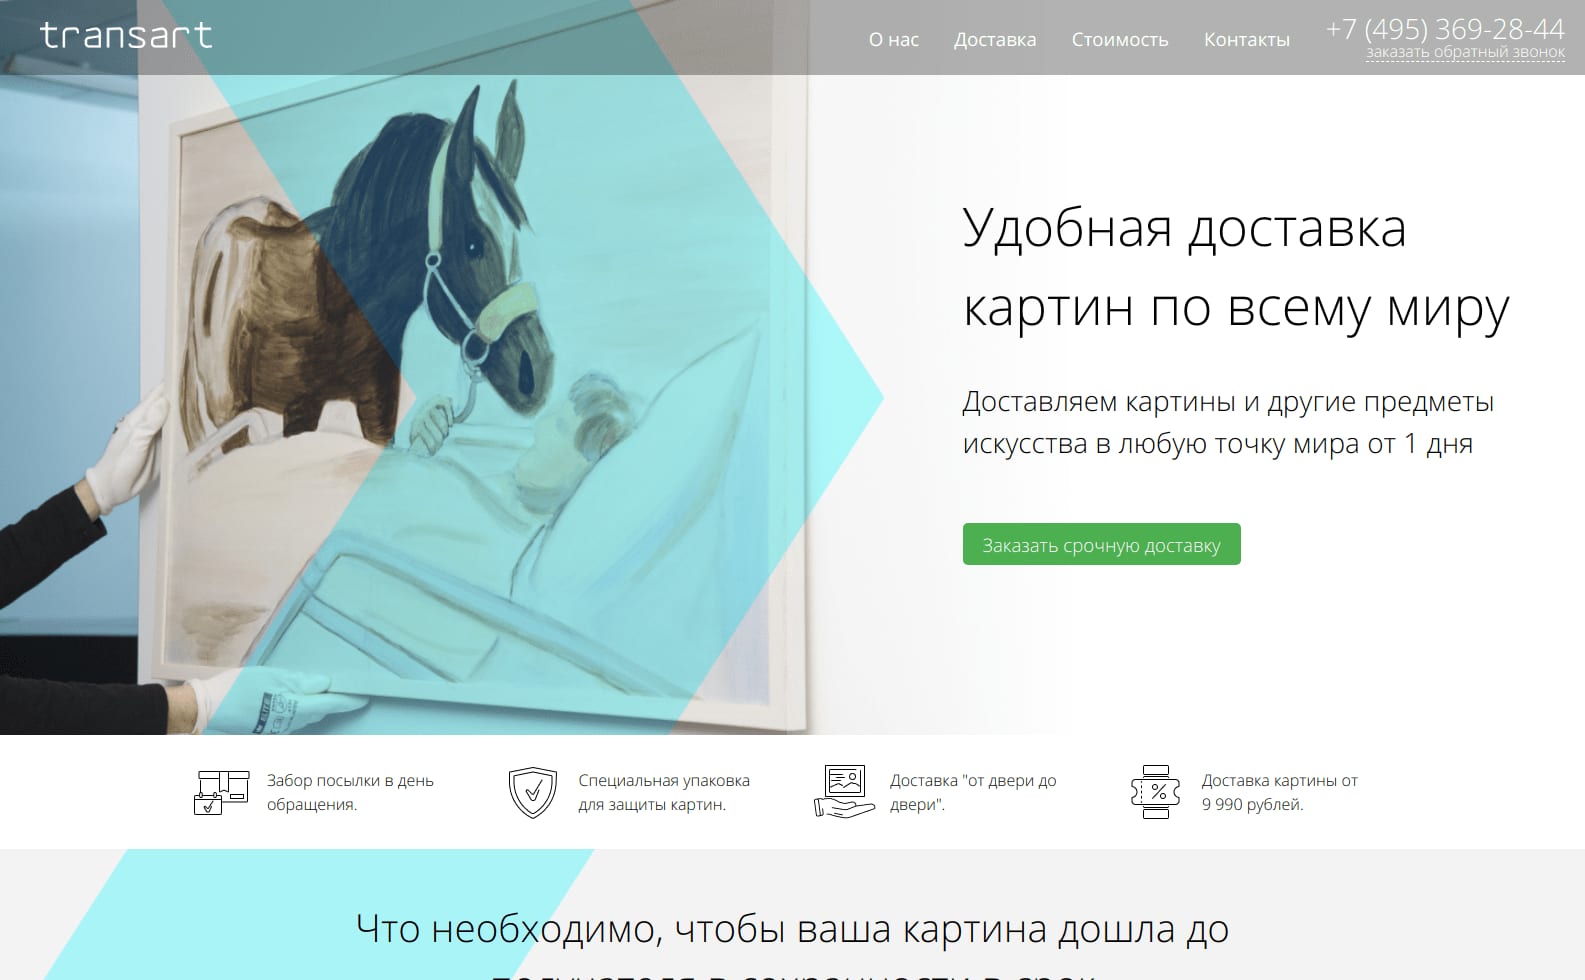 transart
О нас
Доставка
Стоимость
Контакты
+7 (495) 369-28-44
заказать обратный звонок
Удобная доставка
картин по всему миру
Доставляем картины и другие предметы
искусства в любую точку мира от 1 дня
Заказать срочную доставку
Забор посылки в день
обращения.
Специальная упаковка
для защиты картин.
Доставка "от двери до
двери".
Доставка картины от
9 990 рублей.
Что необходимо, чтобы ваша картина дошла до
получателя в сохранности в срок